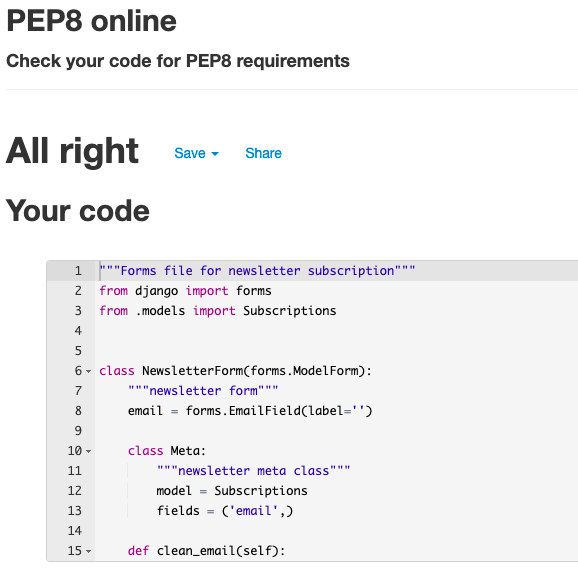 PEP8 online
Check your code for PEP8 requirements
All right Save Share
Your code
1 """Forms file for newsletter subscription"""
2 from django import forms
3 from .models import Subscriptions
4
5
6 class NewsletterForm(forms.ModelForm):
7     """newsletter form"""
8     email = forms.EmailField(label='')
9
10     class Meta:
11         """newsletter meta class"""
12         model = Subscriptions
13         fields = ('email',)
14
15     def clean_email(self):